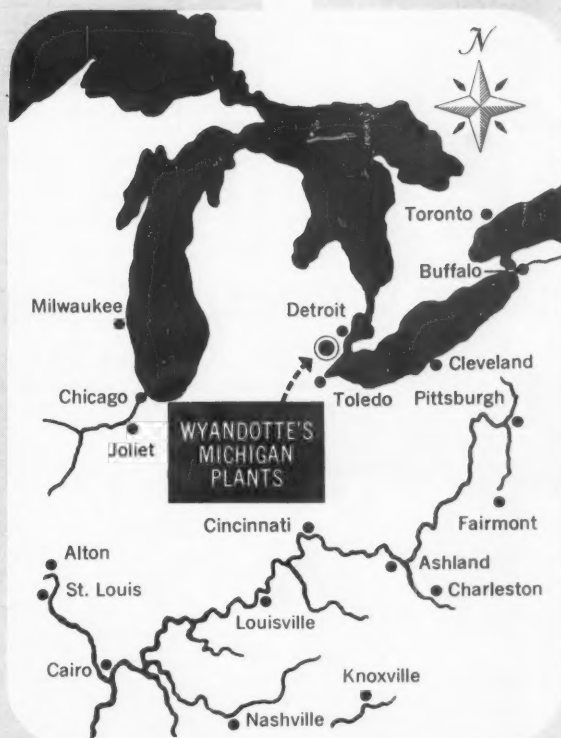 N
Toronto
Buffalo
Milwaukee
Detroit
Cleveland
Chicago
Toledo
Pittsburgh
Joliet
WYANDOTTE'S
MICHIGAN
PLANTS
Fairmont
Cincinnati
Alton
Ashland
St. Louis
Charleston
Louisville
Cairo
Knoxville
Nashville